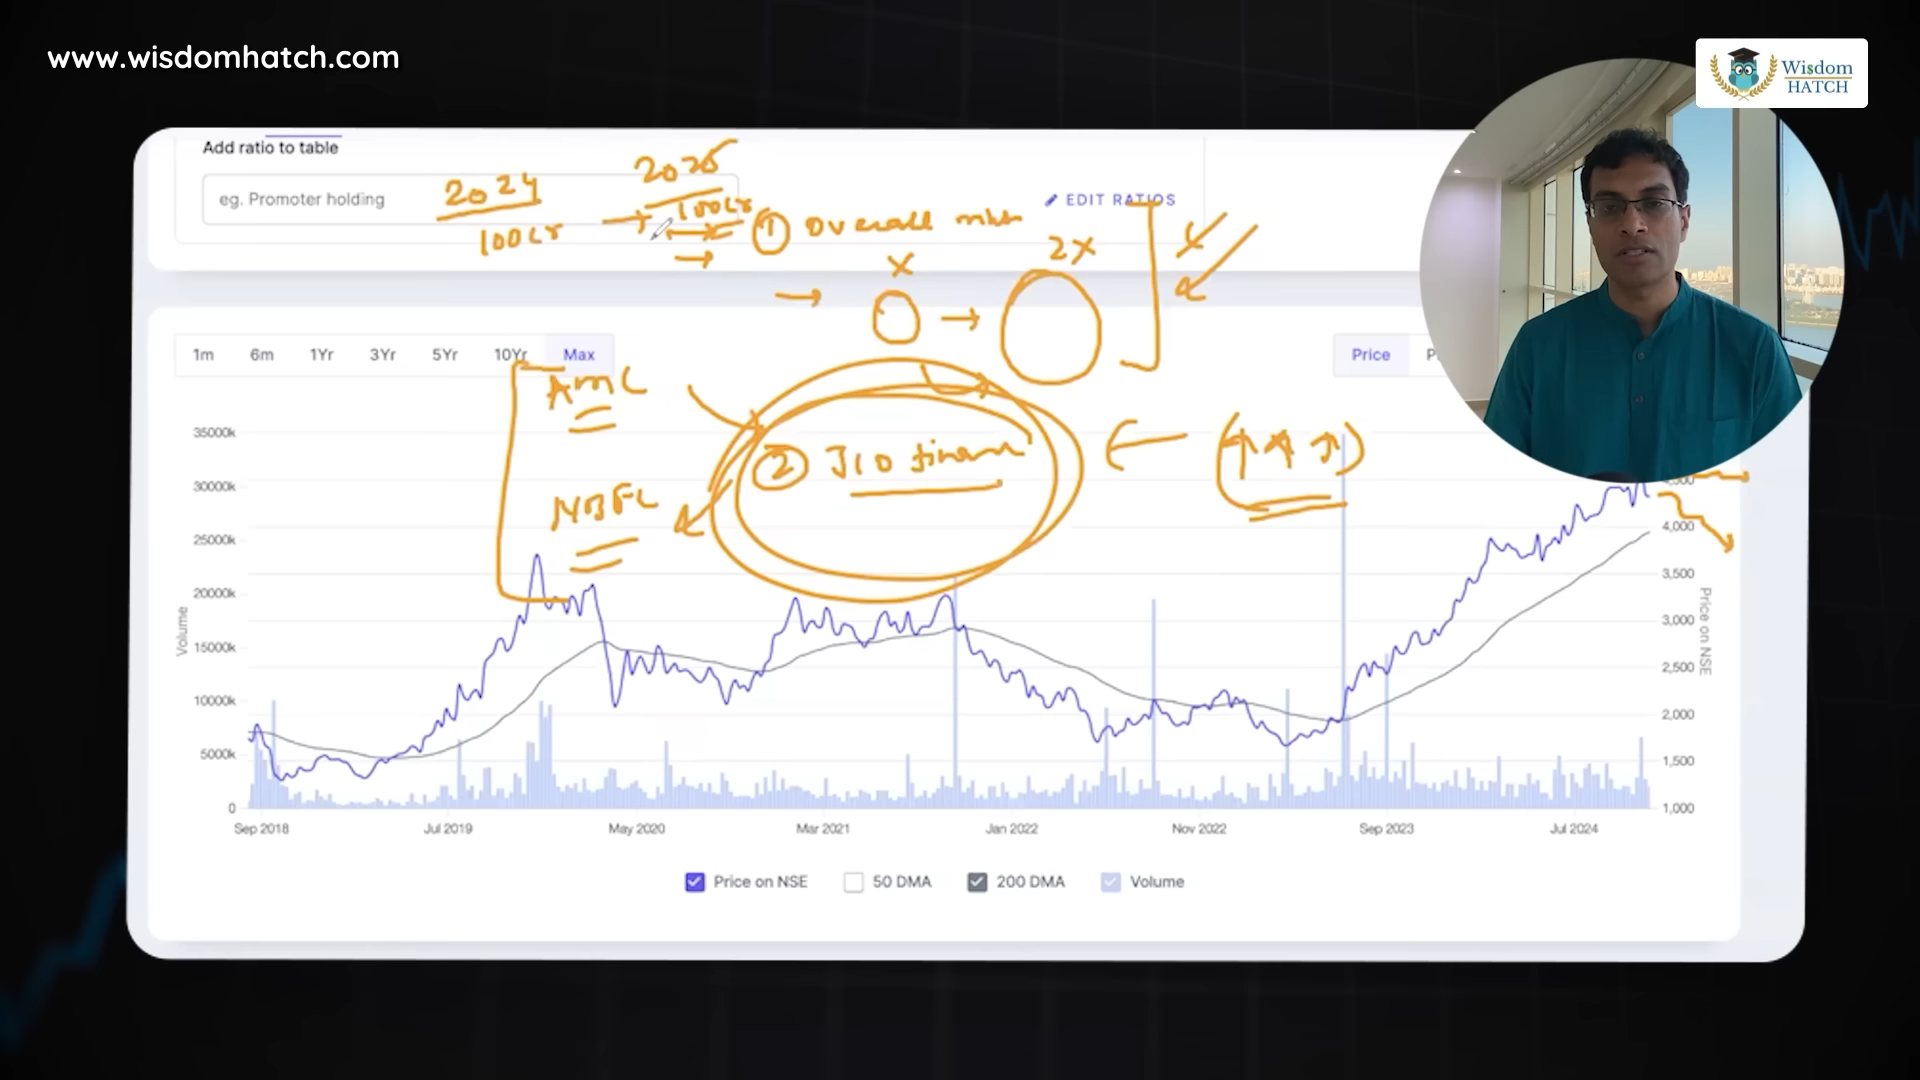 www.wisdomhatch.com
Wisdom
HATCH
Add ratio to table
eg. Promoter holding
EDIT RATIOS
2024
2025
100 Cr
100 Cr
① Overall mkt
X
2X
1m 6m 1Yr 3Yr 5Yr 10Yr Max
Price
AMC
② JIO finance
NBFC
35000k
30000k
25000k
20000k
15000k
10000k
5000k
0
Volume
4,000
3,500
3,000
2,500
2,000
1,500
1,000
Price on NSE
Sep 2018 Jul 2019 May 2020 Mar 2021 Jan 2022 Nov 2022 Sep 2023 Jul 2024
Price on NSE 50 DMA 200 DMA Volume